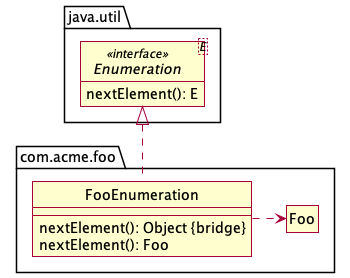 java.util
E
«interface»
Enumeration
nextElement(): E
com.acme.foo
FooEnumeration
nextElement(): Object {bridge}
nextElement(): Foo
Foo